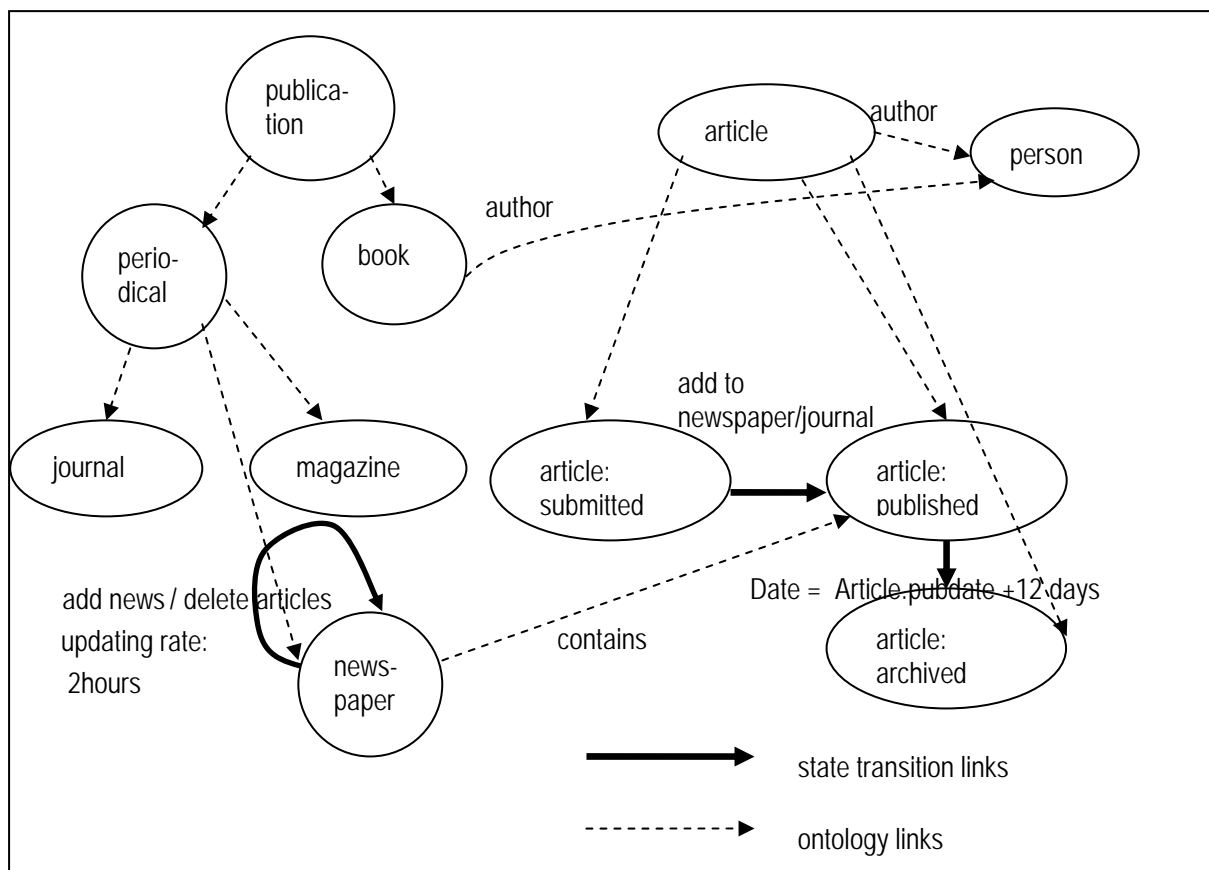 publica-
tion
article
author
person
author
book
perio-
dical
add to
newspaper/journal
journal
magazine
article:
submitted
article:
published
add news / delete articles
updating rate:
2hours
Date = Article.pubdate +12 days
contains
article:
archived
news-
paper
state transition links
ontology links